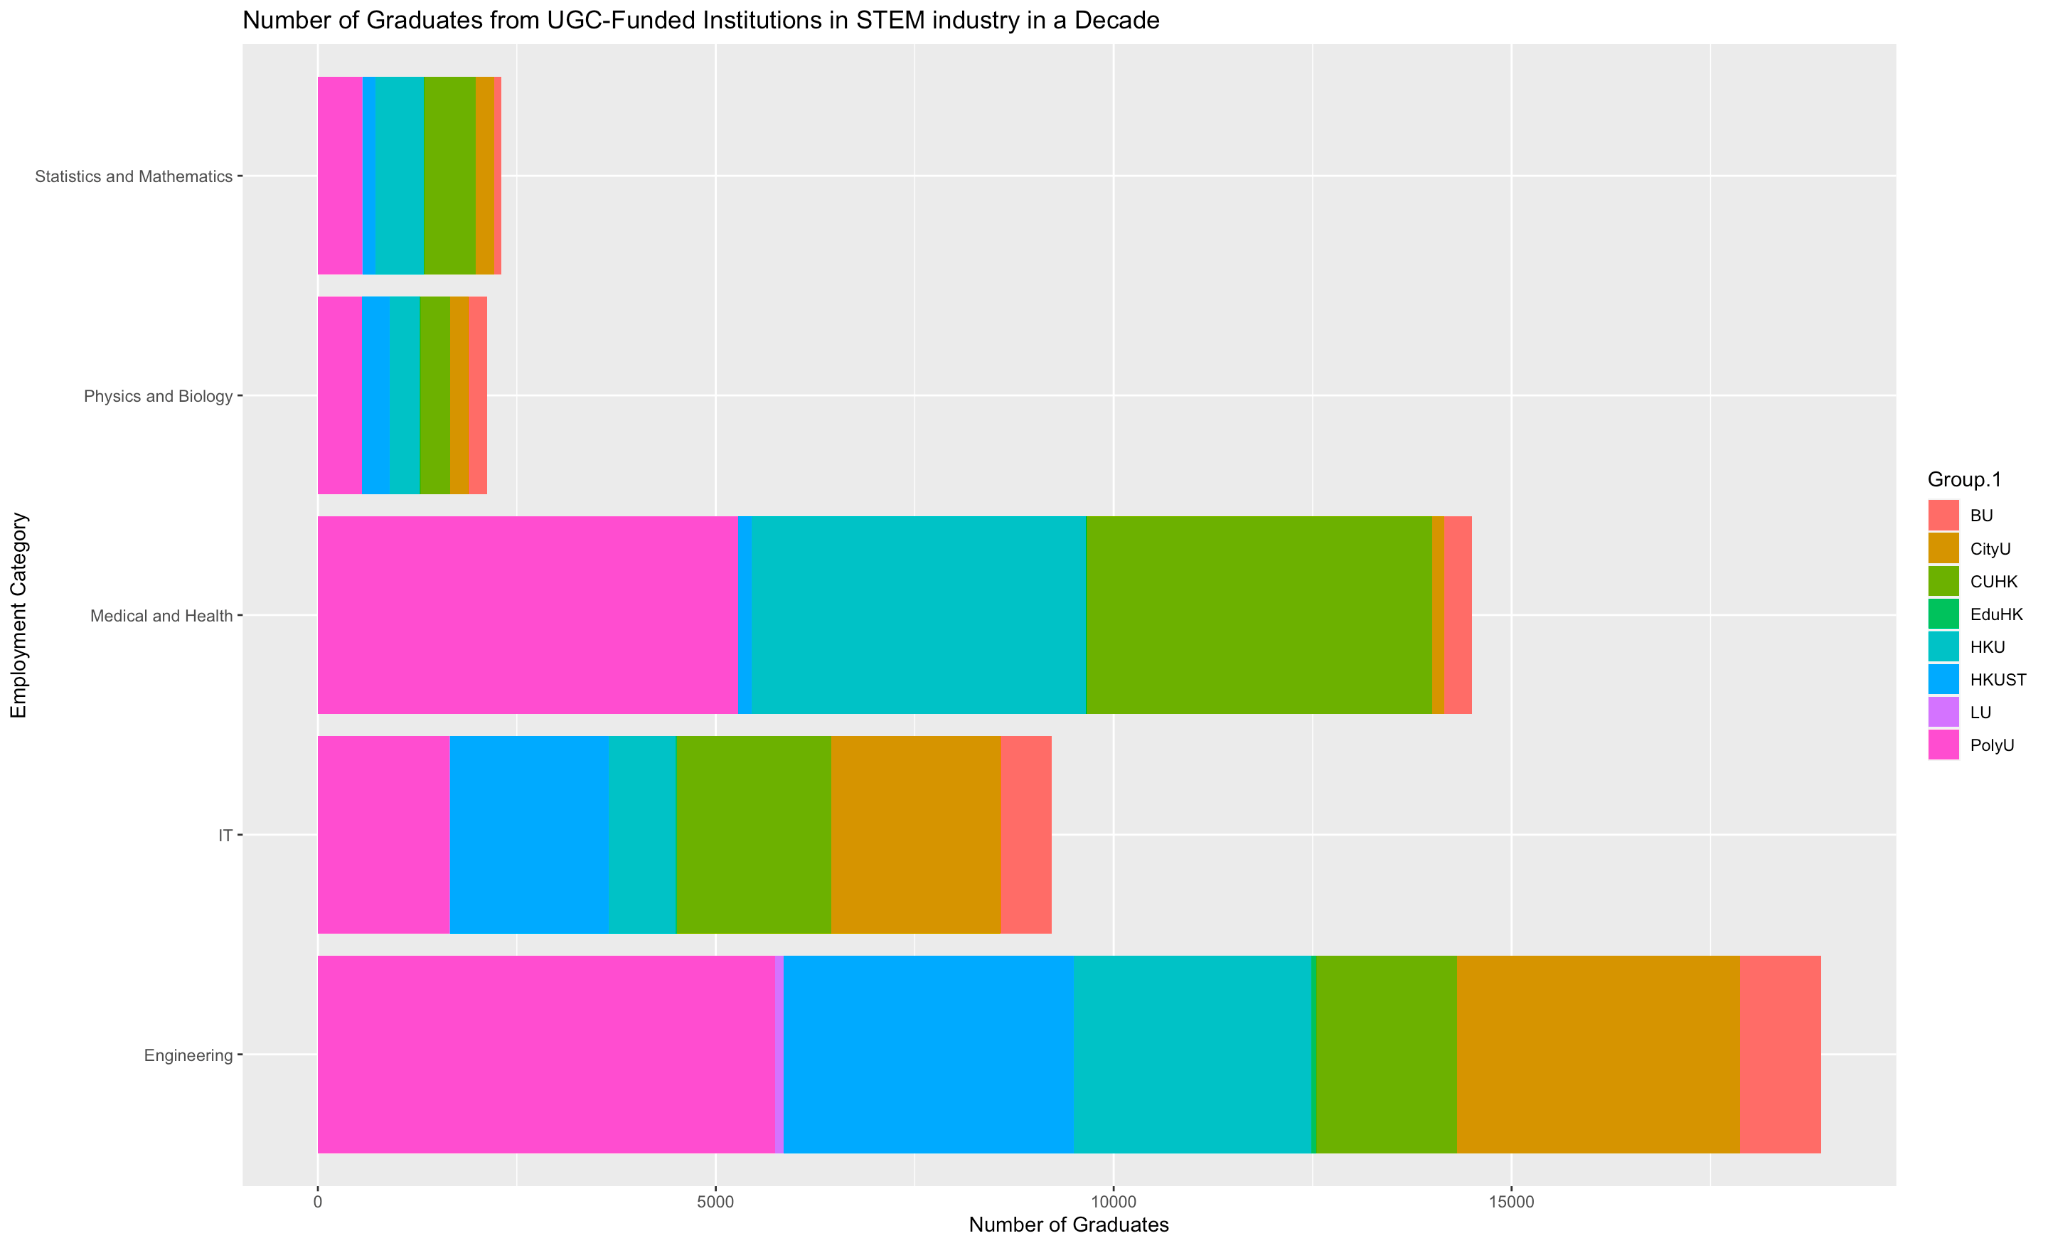 Number of Graduates from UGC-Funded Institutions in STEM industry in a Decade
Employment Category
Statistics and Mathematics
Physics and Biology
Medical and Health
IT
Engineering
0
5000
10000
15000
Number of Graduates
Group.1
BU
CityU
CUHK
EduHK
HKU
HKUST
LU
PolyU